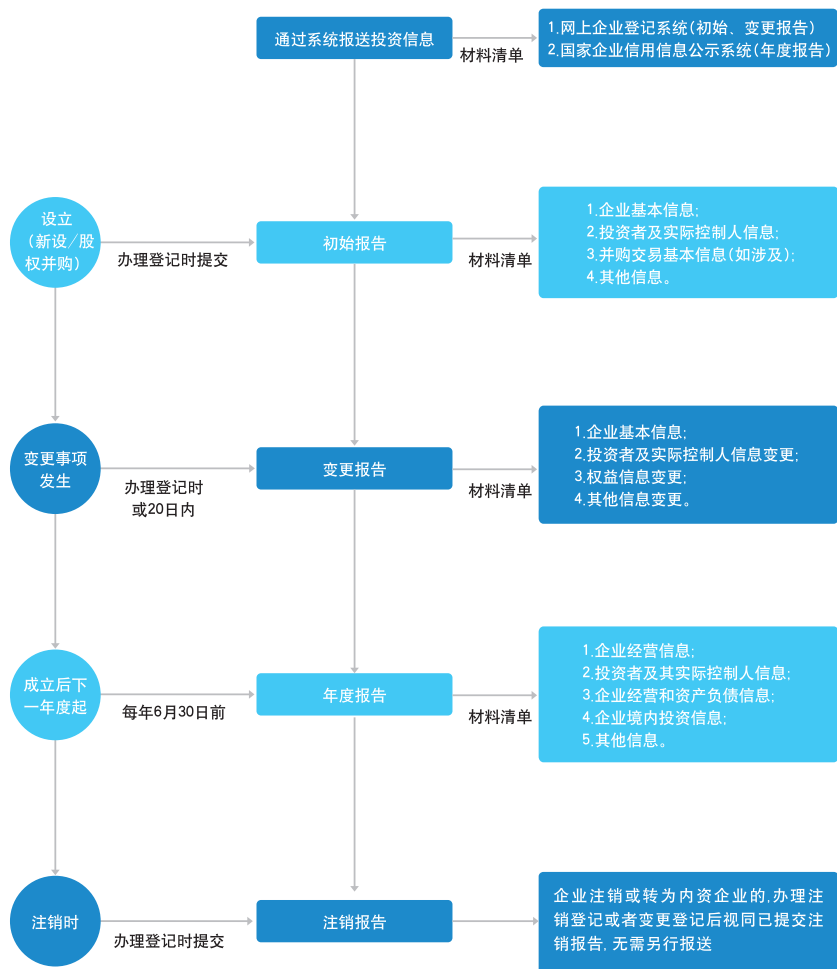 通过系统报送投资信息
材料清单
1.网上企业登记系统(初始、变更报告)
2.国家企业信用信息公示系统(年度报告)
设立
(新设/股
权并购)
办理登记时提交
初始报告
材料清单
1.企业基本信息;
2.投资者及实际控制人信息;
3.并购交易基本信息(如涉及);
4.其他信息。
变更事项
发生
办理登记时
或20日内
变更报告
材料清单
1.企业基本信息;
2.投资者及实际控制人信息变更;
3.权益信息变更;
4.其他信息变更。
成立后下
一年度起
每年6月30日前
年度报告
材料清单
1.企业经营信息;
2.投资者及其实际控制人信息;
3.企业经营和资产负债信息;
4.企业境内投资信息;
5.其他信息。
注销时
办理登记时提交
注销报告
企业注销或转为内资企业的,办理注
销登记或者变更登记后视同已提交注
销报告,无需另行报送